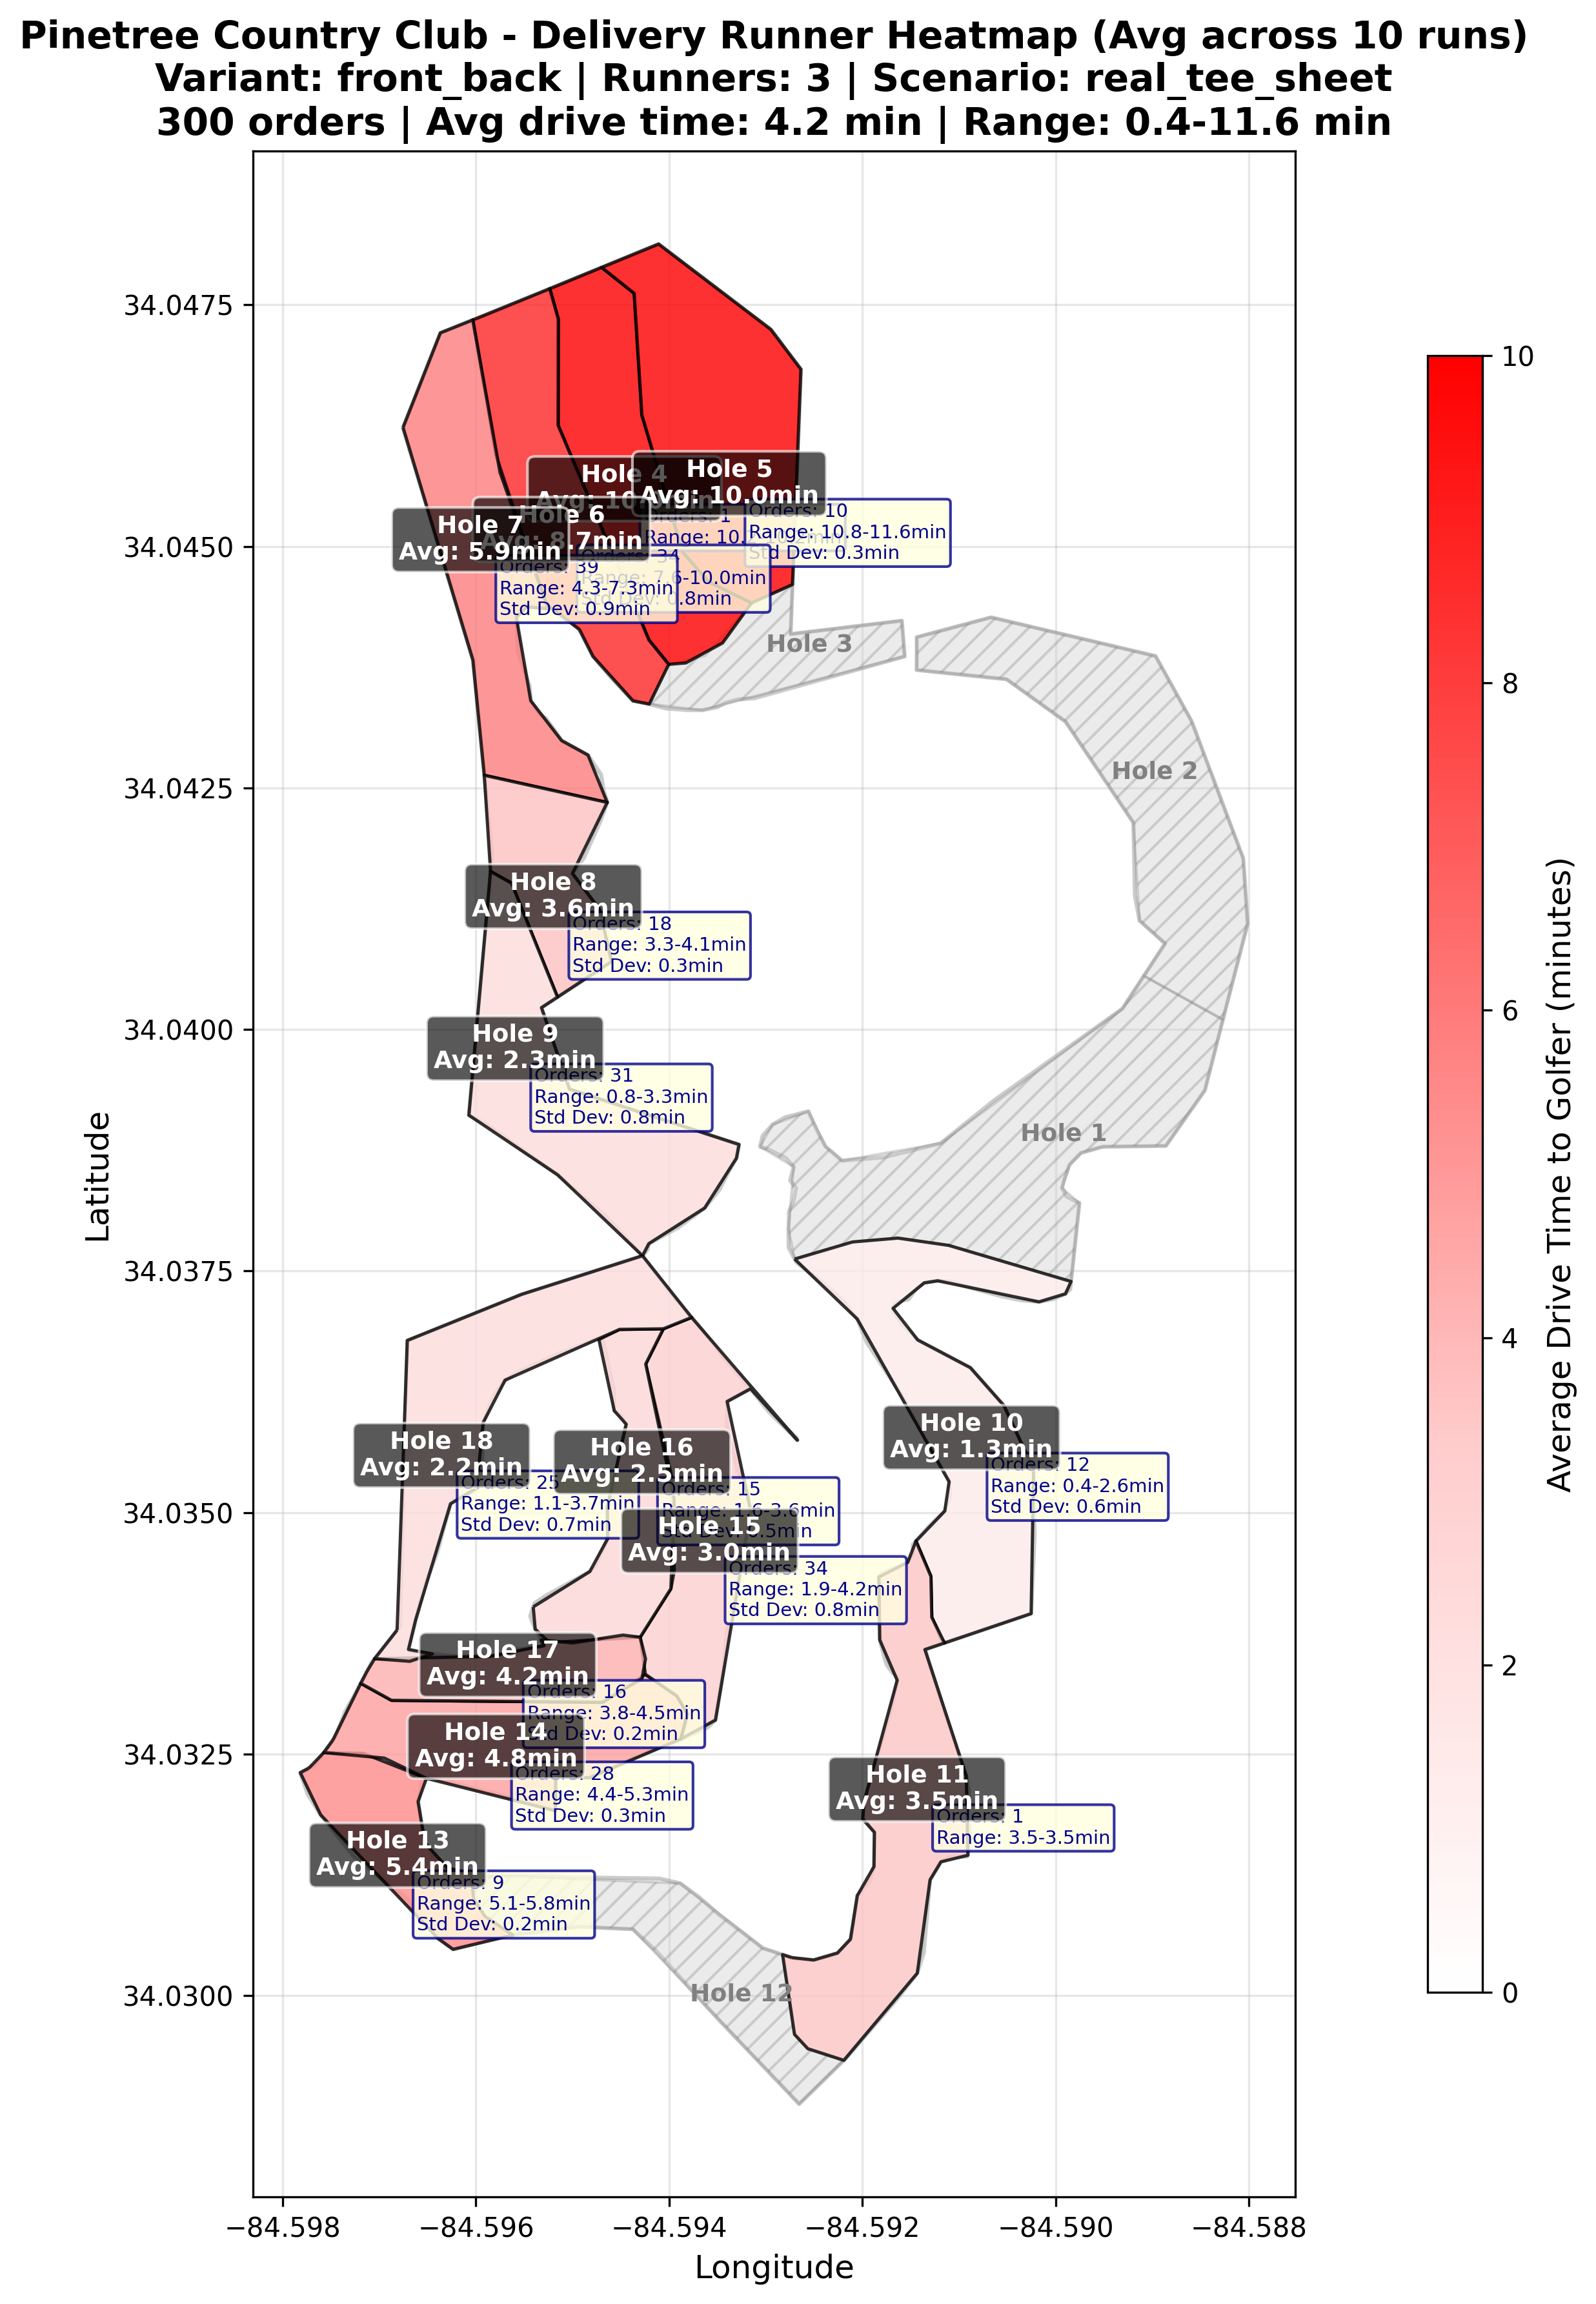 Pinetree Country Club - Delivery Runner Heatmap (Avg across 10 runs)
Variant: front_back | Runners: 3 | Scenario: real_tee_sheet
300 orders | Avg drive time: 4.2 min | Range: 0.4-11.6 min
34.0475
34.0450
34.0425
34.0400
34.0375
34.0350
34.0325
34.0300
Latitude
−84.598
−84.596
−84.594
−84.592
−84.590
−84.588
Longitude
10
8
6
4
2
0
Average Drive Time to Golfer (minutes)
Hole 4
Hole 5
Avg: 10.0min
Orders: 10
Range: 10.8-11.6min
Std Dev: 0.3min
Hole 6
Avg: 8.7min
Orders: 34
7.6-10.0min
0.8min
Hole 7
Avg: 5.9min
Orders: 39
Range: 4.3-7.3min
Std Dev: 0.9min
Hole 3
Hole 2
Hole 1
Hole 8
Avg: 3.6min
Orders: 18
Range: 3.3-4.1min
Std Dev: 0.3min
Hole 9
Avg: 2.3min
Orders: 31
Range: 0.8-3.3min
Std Dev: 0.8min
Hole 10
Avg: 1.3min
Orders: 12
Range: 0.4-2.6min
Std Dev: 0.6min
Hole 18
Avg: 2.2min
Orders: 25
Range: 1.1-3.7min
Std Dev: 0.7min
Hole 16
Avg: 2.5min
Orders: 15
Range: 1.6-3.6min
Std Dev: 0.5min
Hole 15
Avg: 3.0min
Orders: 34
Range: 1.9-4.2min
Std Dev: 0.8min
Hole 17
Avg: 4.2min
Orders: 16
Range: 3.8-4.5min
Std Dev: 0.2min
Hole 14
Avg: 4.8min
Orders: 28
Range: 4.4-5.3min
Std Dev: 0.3min
Hole 11
Avg: 3.5min
Orders: 1
Range: 3.5-3.5min
Hole 13
Avg: 5.4min
Orders: 9
Range: 5.1-5.8min
Std Dev: 0.2min
Hole 12